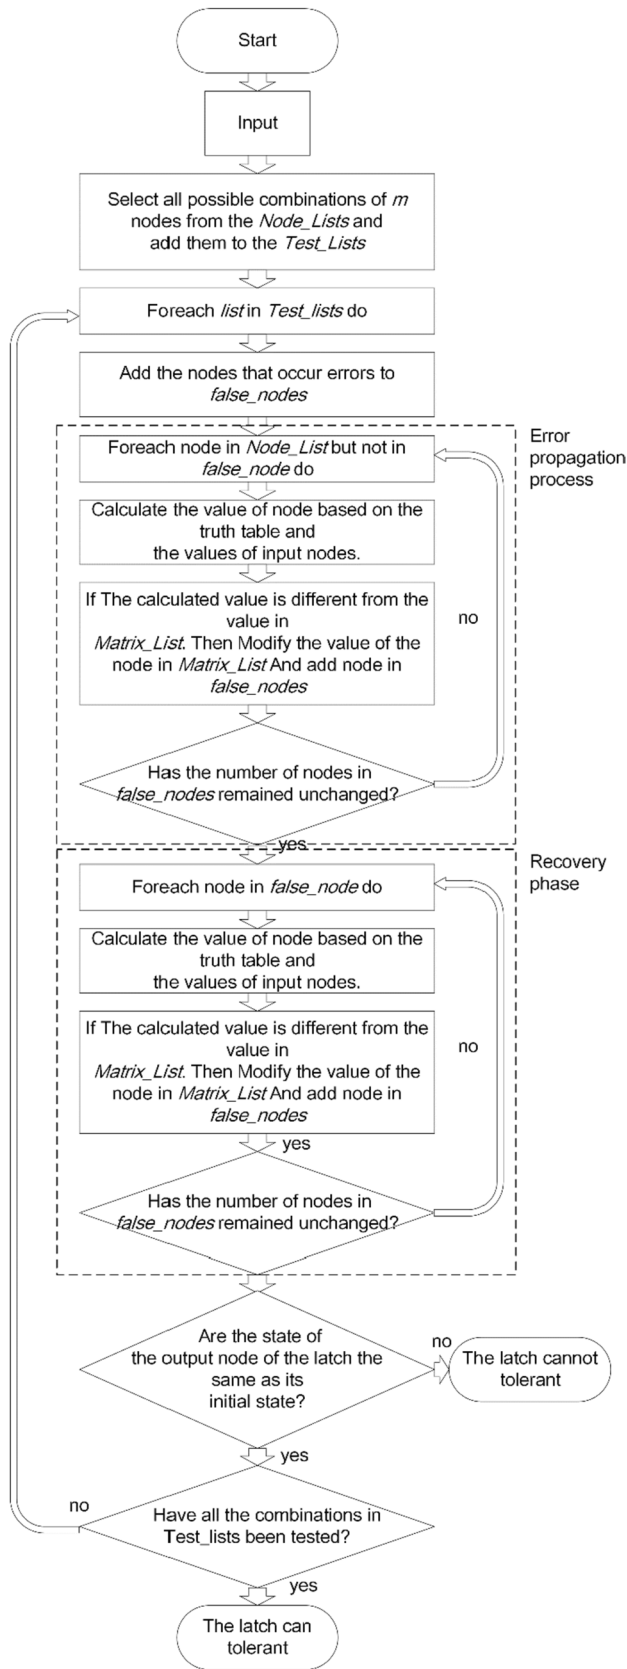 Start
Input
Select all possible combinations of m
nodes from the Node_Lists and
add them to the Test_Lists
Foreach list in Test_lists do
Add the nodes that occur errors to
false_nodes
Error
propagation
process
Foreach node in Node_List but not in
false_node do
Calculate the value of node based on the
truth table and
the values of input nodes.
If The calculated value is different from the
value in
Matrix_List. Then Modify the value of the
node in Matrix_List And add node in
false_nodes
no
Has the number of nodes in
false_nodes remained unchanged?
yes
Recovery
phase
Foreach node in false_node do
Calculate the value of node based on the
truth table and
the values of input nodes.
If The calculated value is different from the
value in
Matrix_List. Then Modify the value of the
node in Matrix_List And add node in
false_nodes
no
yes
Has the number of nodes in
false_nodes remained unchanged?
Are the state of
the output node of the latch the
same as its
initial state?
no
The latch cannot
tolerant
yes
no
Have all the combinations in
Test_lists been tested?
yes
The latch can
tolerant